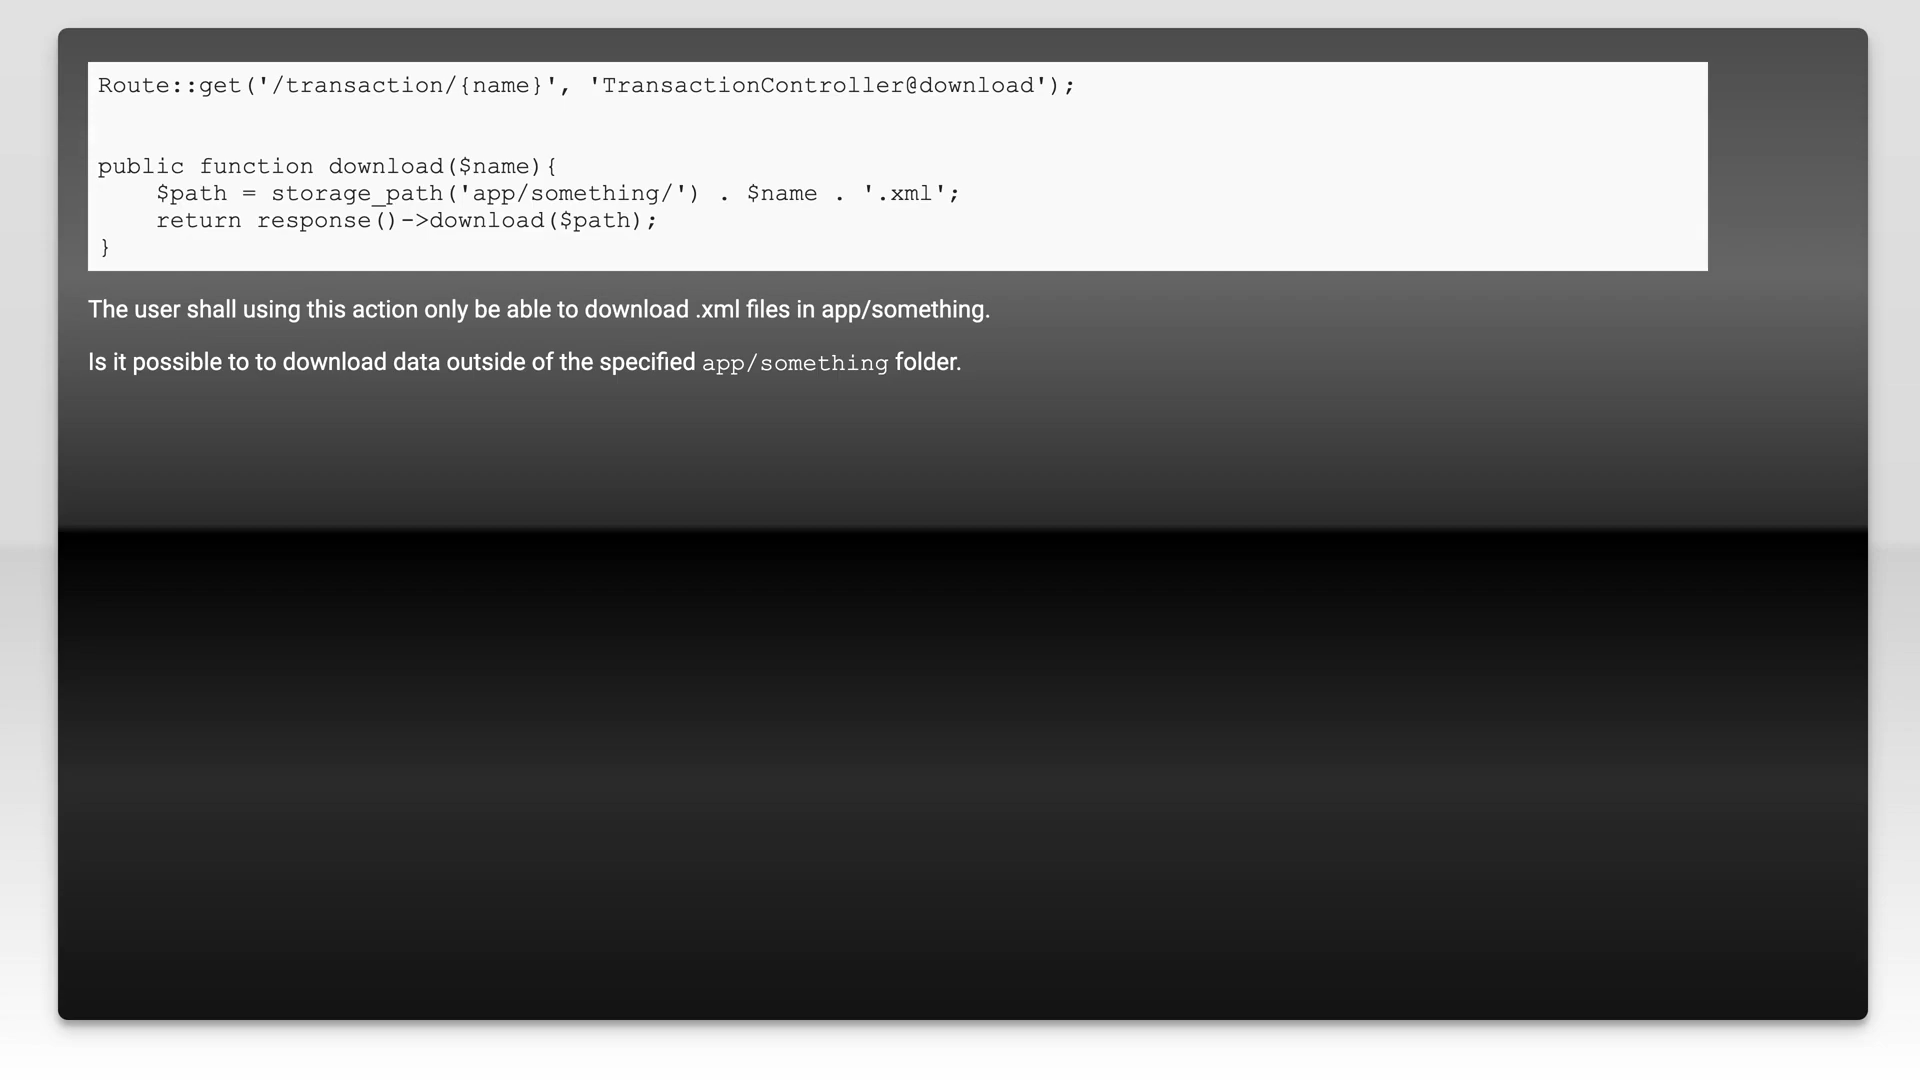 Route::get('/transaction/{name}', 'TransactionController@download');
public function download($name){
    $path = storage_path('app/something/') . $name . '.xml';
    return response()->download($path);
}
The user shall using this action only be able to download .xml files in app/something.
Is it possible to to download data outside of the specified app/something folder.